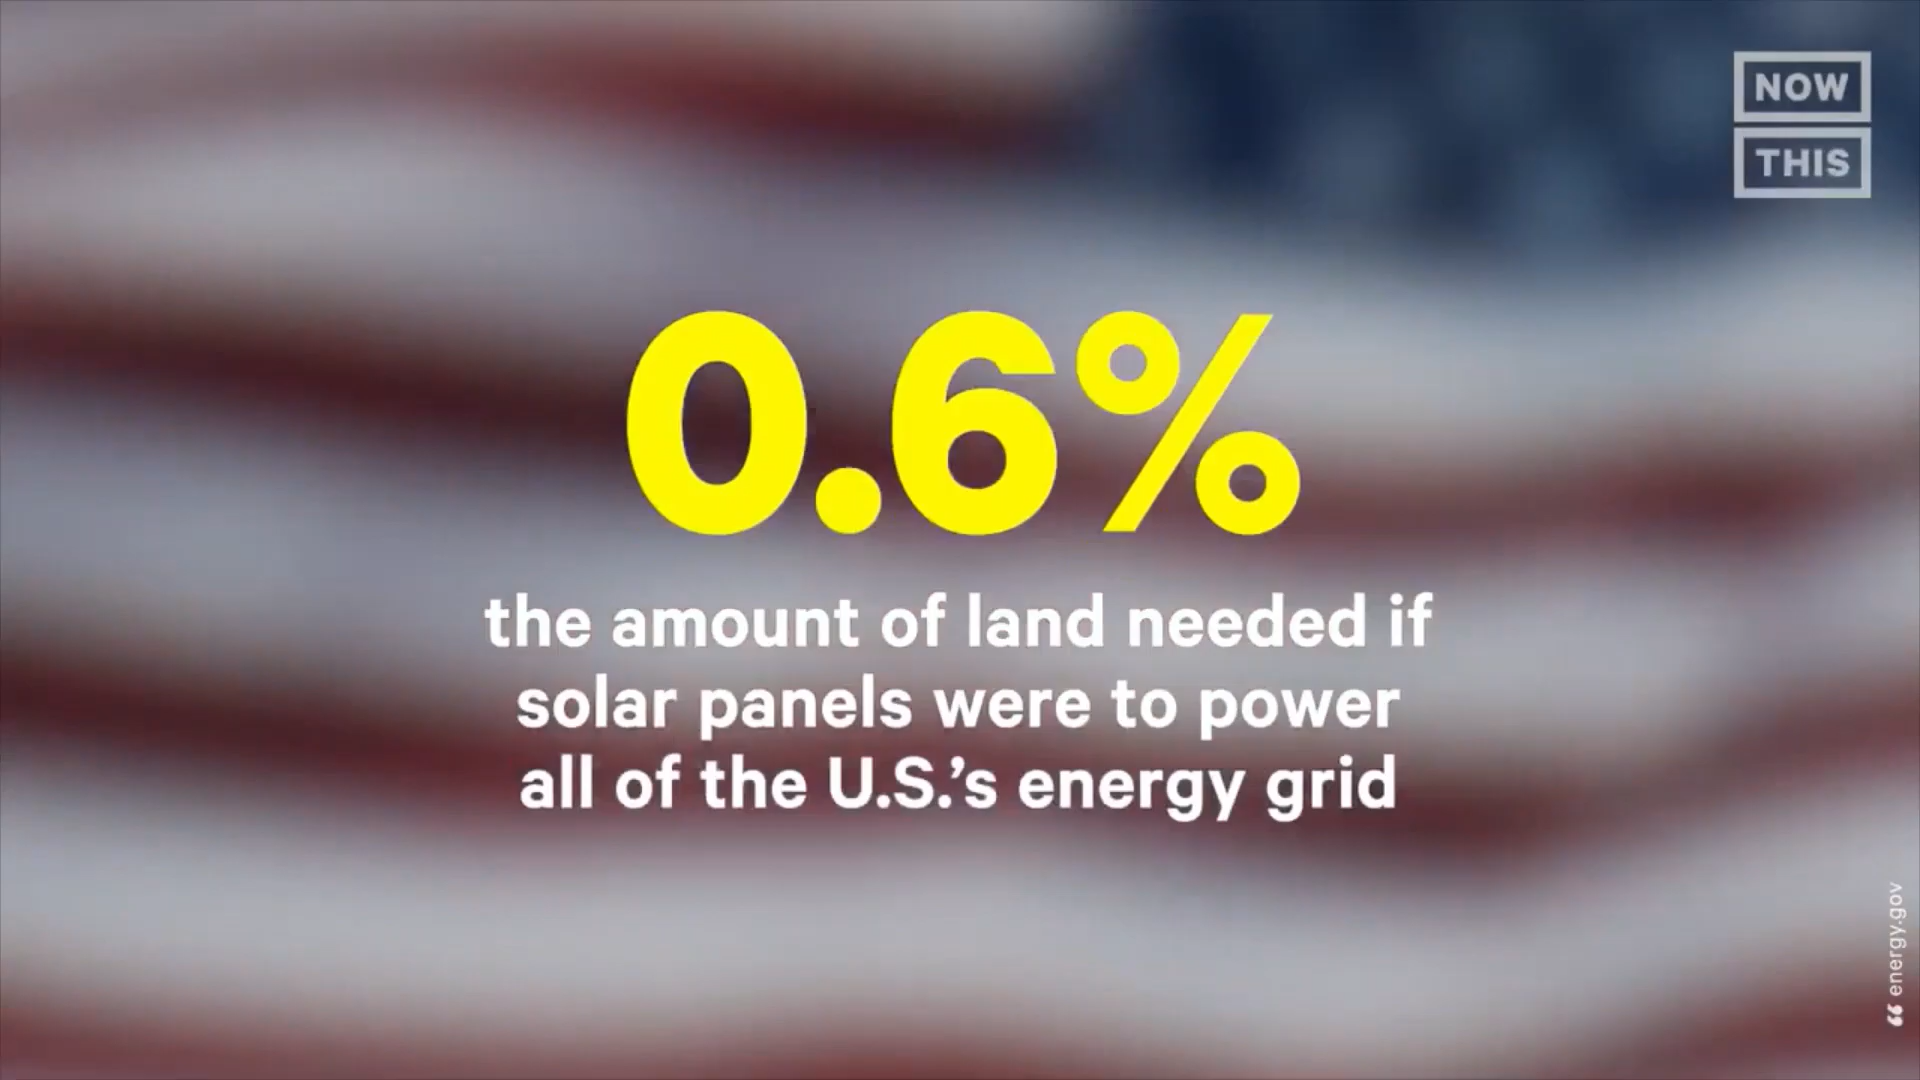 NOW
THIS
0.6%
the amount of land needed if
solar panels were to power
all of the U.S.’s energy grid
“ energy.gov